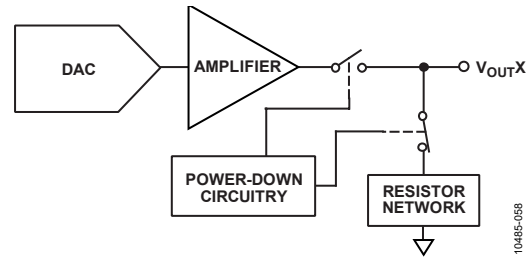 DAC
AMPLIFIER
VOUTX
POWER-DOWN
CIRCUITRY
RESISTOR
NETWORK
10485-058